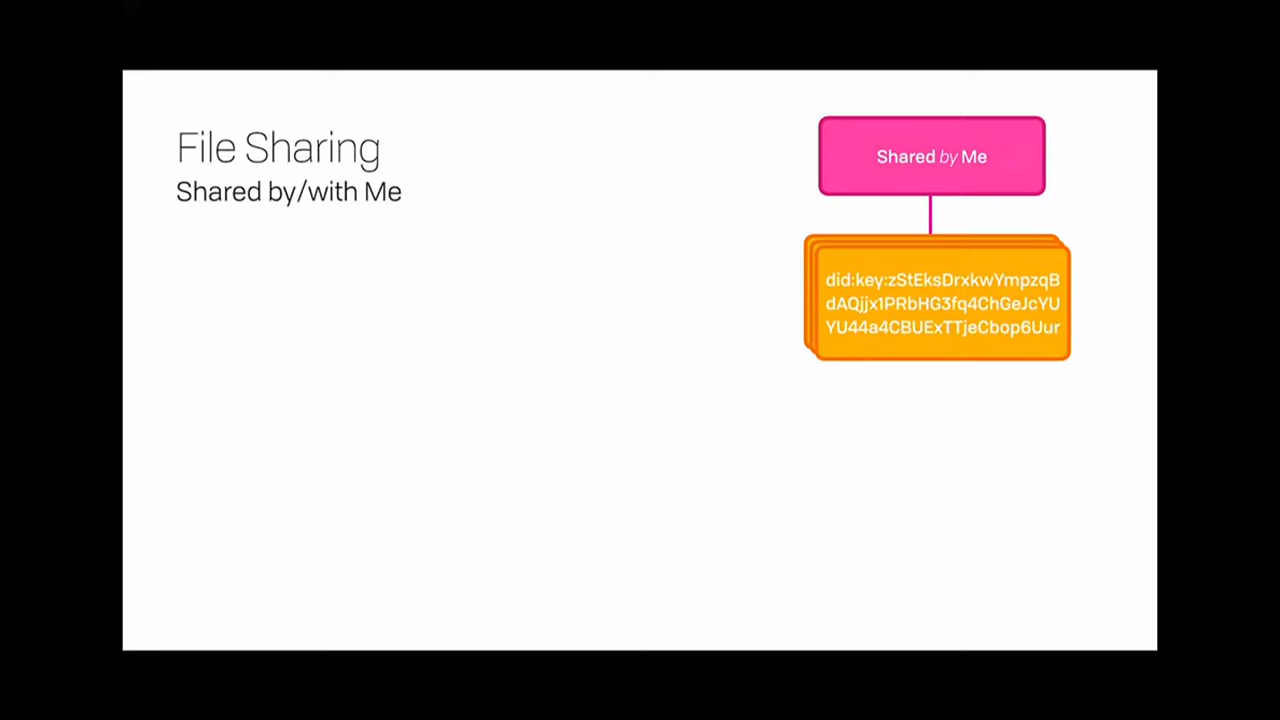 File Sharing
Shared by/with Me
Shared by Me
did:key:zStEksDrxkwYmpzqB
dAQjjx1PRbHG3fq4ChGeJcYU
YU44a4CBUExTTjeCbop6Uur